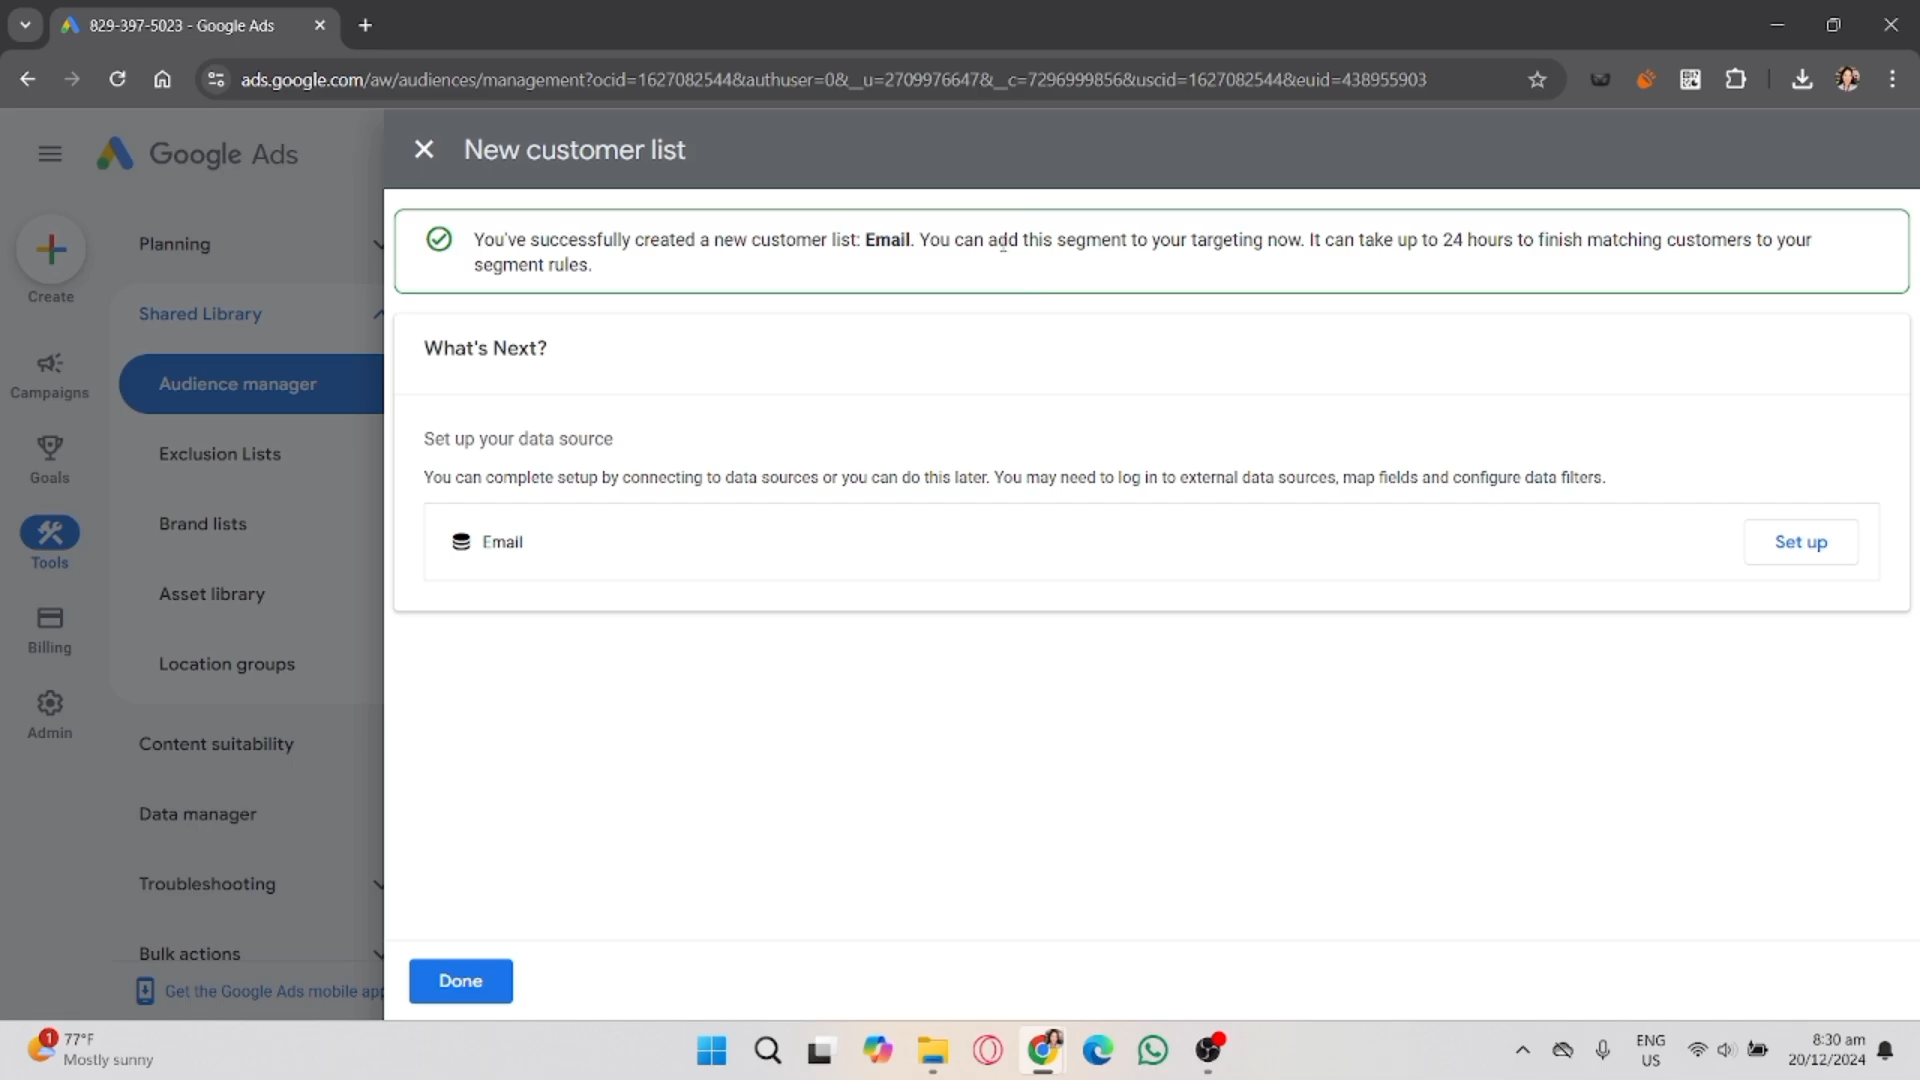 829-397-5023 - Google Ads
ads.google.com/aw/audiences/management?ocid=1627082544&authuser=0&__u=2709976647&__c=7296999856&uscid=1627082544&euid=438955903
Google Ads
New customer list
Create
Campaigns
Goals
Tools
Billing
Admin
Planning
Shared Library
Audience manager
Exclusion Lists
Brand lists
Asset library
Location groups
Content suitability
Data manager
Troubleshooting
Bulk actions
Get the Google Ads mobile app
You've successfully created a new customer list: Email. You can add this segment to your targeting now. It can take up to 24 hours to finish matching customers to your
segment rules.
What's Next?
Set up your data source
You can complete setup by connecting to data sources or you can do this later. You may need to log in to external data sources, map fields and configure data filters.
Email
Set up
Done
1
77°F
Mostly sunny
ENG
US
8:30 am
20/12/2024